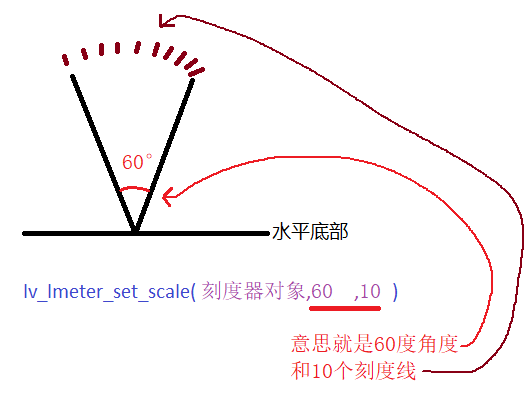 60°
水平底部
lv_lmeter_set_scale( 刻度器对象,60 ,10 )
意思就是60度角度
和10个刻度线